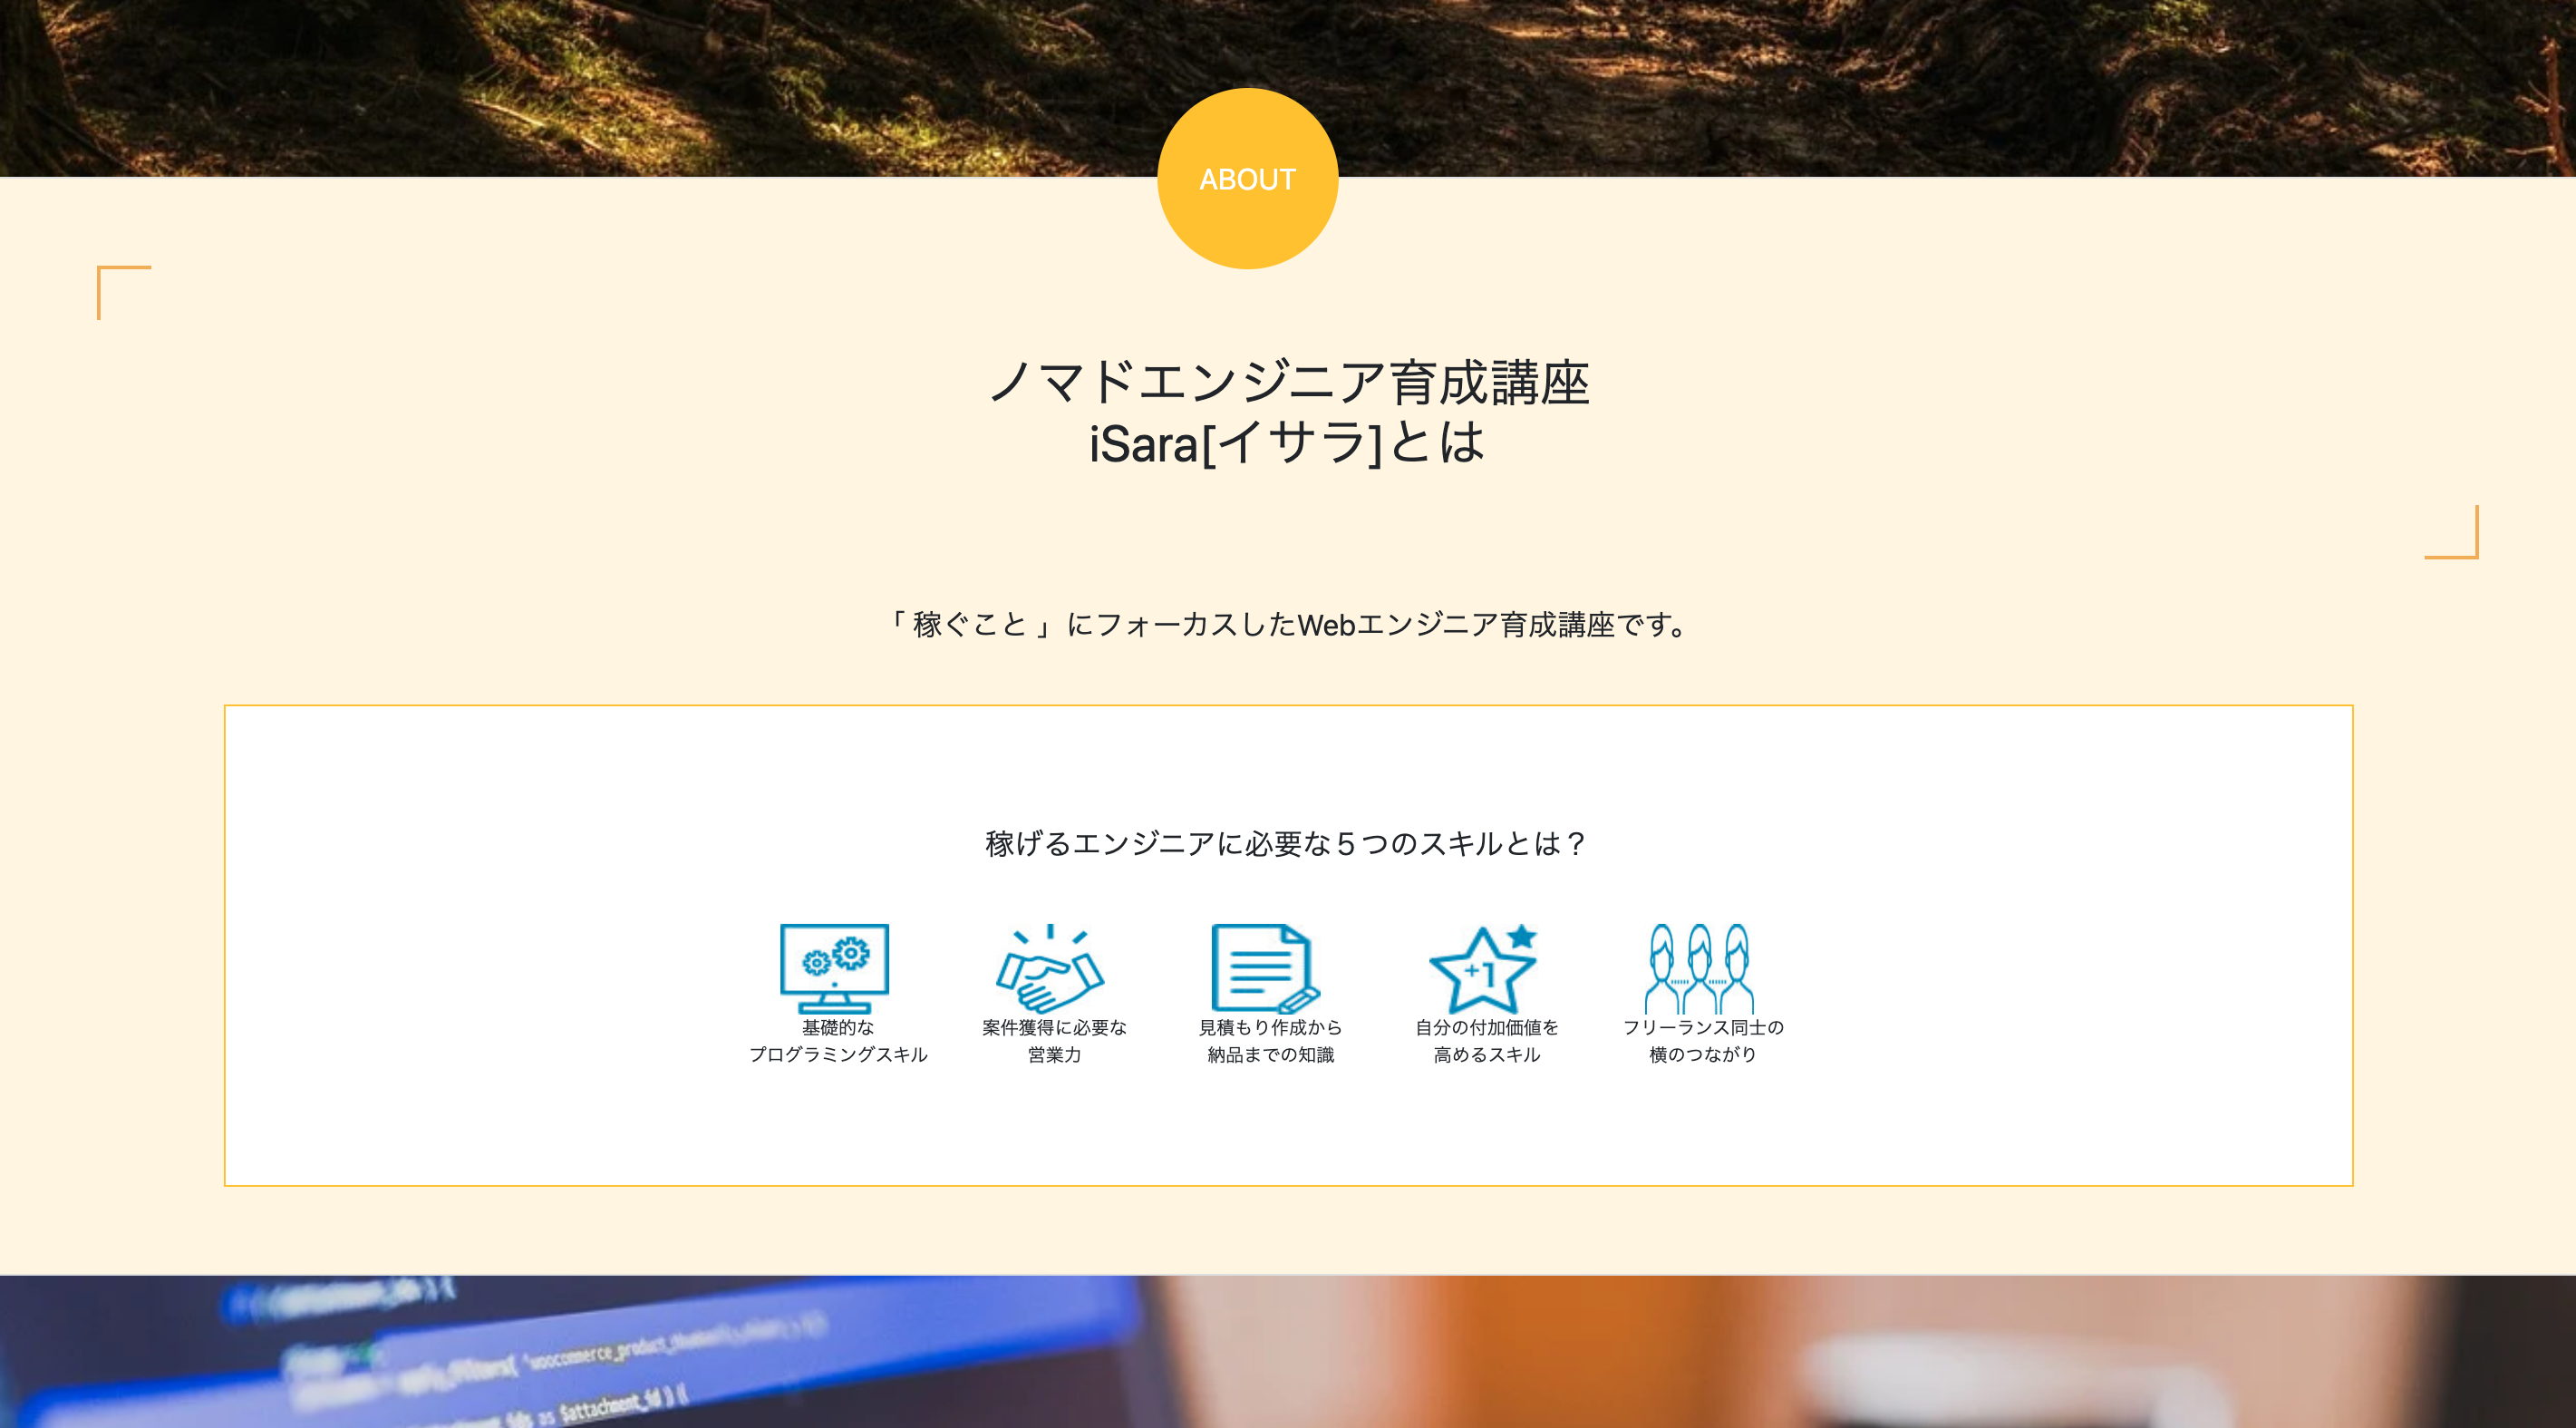 ABOUT
ノマドエンジニア育成講座
iSara[イサラ]とは
「 稼ぐこと 」にフォーカスしたWebエンジニア育成講座です。
稼げるエンジニアに必要な５つのスキルとは？
+1
基礎的な
プログラミングスキル
案件獲得に必要な
営業力
見積もり作成から
納品までの知識
自分の付加価値を
高めるスキル
フリーランス同士の
横のつながり
'woocommerce_product_
as $attachment_id ) {